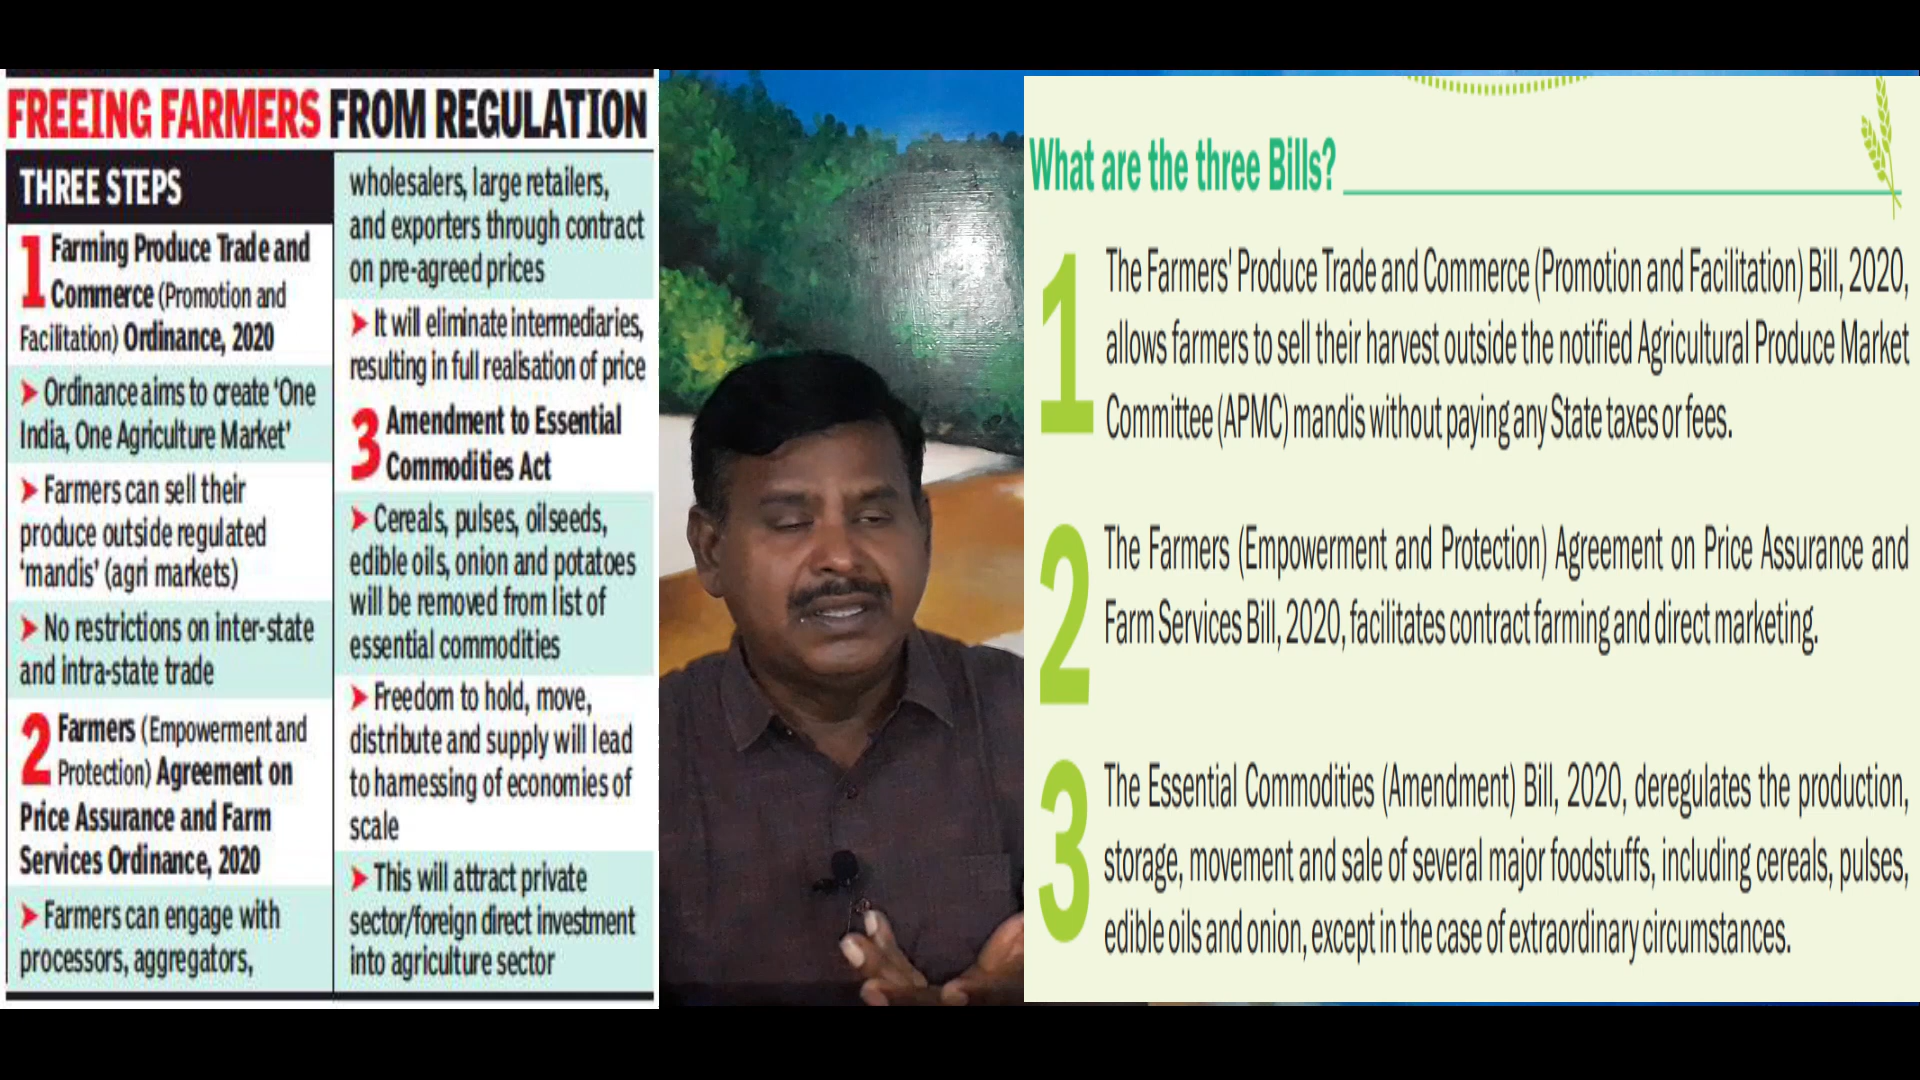 FREEING FARMERS FROM REGULATION
THREE STEPS
1 Farming Produce Trade and
Commerce (Promotion and
Facilitation) Ordinance, 2020
➤ Ordinance aims to create ‘One
India, One Agriculture Market’
➤ Farmers can sell their
produce outside regulated
‘mandis’ (agri markets)
➤ No restrictions on inter-state
and intra-state trade
2 Farmers (Empowerment and
Protection) Agreement on
Price Assurance and Farm
Services Ordinance, 2020
➤ Farmers can engage with
processors, aggregators,
wholesalers, large retailers,
and exporters through contract
on pre-agreed prices
➤ It will eliminate intermediaries,
resulting in full realisation of price
3 Amendment to Essential
Commodities Act
➤ Cereals, pulses, oilseeds,
edible oils, onion and potatoes
will be removed from list of
essential commodities
➤ Freedom to hold, move,
distribute and supply will lead
to harnessing of economies of
scale
➤ This will attract private
sector/foreign direct investment
into agriculture sector
What are the three Bills?
1 The Farmers' Produce Trade and Commerce (Promotion and Facilitation) Bill, 2020,
allows farmers to sell their harvest outside the notified Agricultural Produce Market
Committee (APMC) mandis without paying any State taxes or fees.
2 The Farmers (Empowerment and Protection) Agreement on Price Assurance and
Farm Services Bill, 2020, facilitates contract farming and direct marketing.
3 The Essential Commodities (Amendment) Bill, 2020, deregulates the production,
storage, movement and sale of several major foodstuffs, including cereals, pulses,
edible oils and onion, except in the case of extraordinary circumstances.